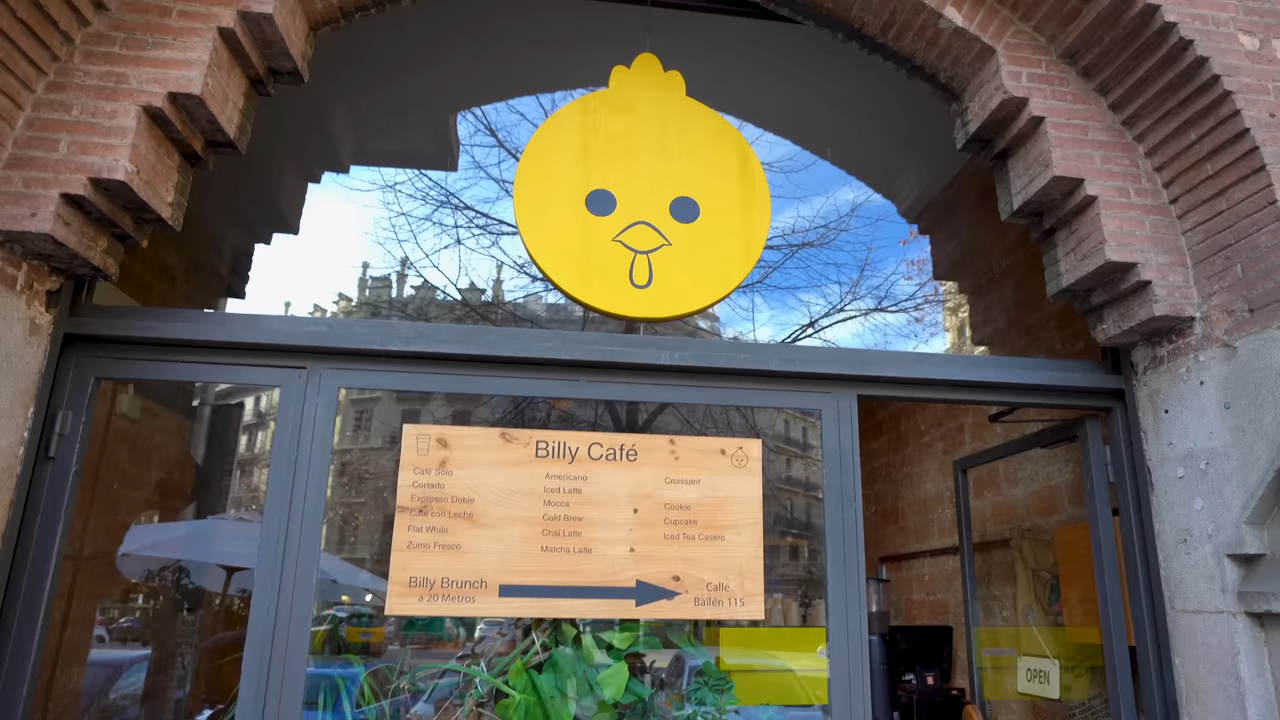 Billy Café
Café Solo
Cortado
Expresso Doble
Café con Leche
Flat White
Zumo Fresco
Americano
Iced Latte
Mocca
Cold Brew
Chai Latte
Matcha Latte
Croissant
Cookie
Cupcake
Iced Tea Casero
Billy Brunch
a 20 Metros
Calle
Bailén 115
OPEN